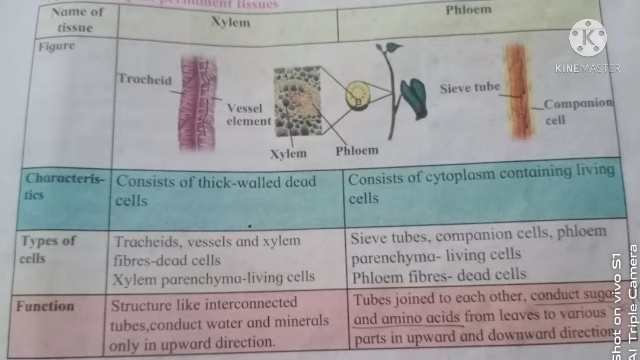 permanent tissues
Name of tissue
Xylem
Phloem
Figure
Tracheid
Vessel
element
Xylem
Phloem
Sieve tube
Companion
cell
Characteris-
tics
Consists of thick-walled dead
cells
Consists of cytoplasm containing living
cells
Types of
cells
Tracheids, vessels and xylem
fibres-dead cells
Xylem parenchyma-living cells
Sieve tubes, companion cells, phloem
parenchyma- living cells
Phloem fibres- dead cells
Function
Structure like interconnected
tubes,conduct water and minerals
only in upward direction.
Tubes joined to each other, conduct sugar
and amino acids from leaves to various
parts in upward and downward direction
K
KINEMASTER
Shot on vivo S1
AI Triple Camera